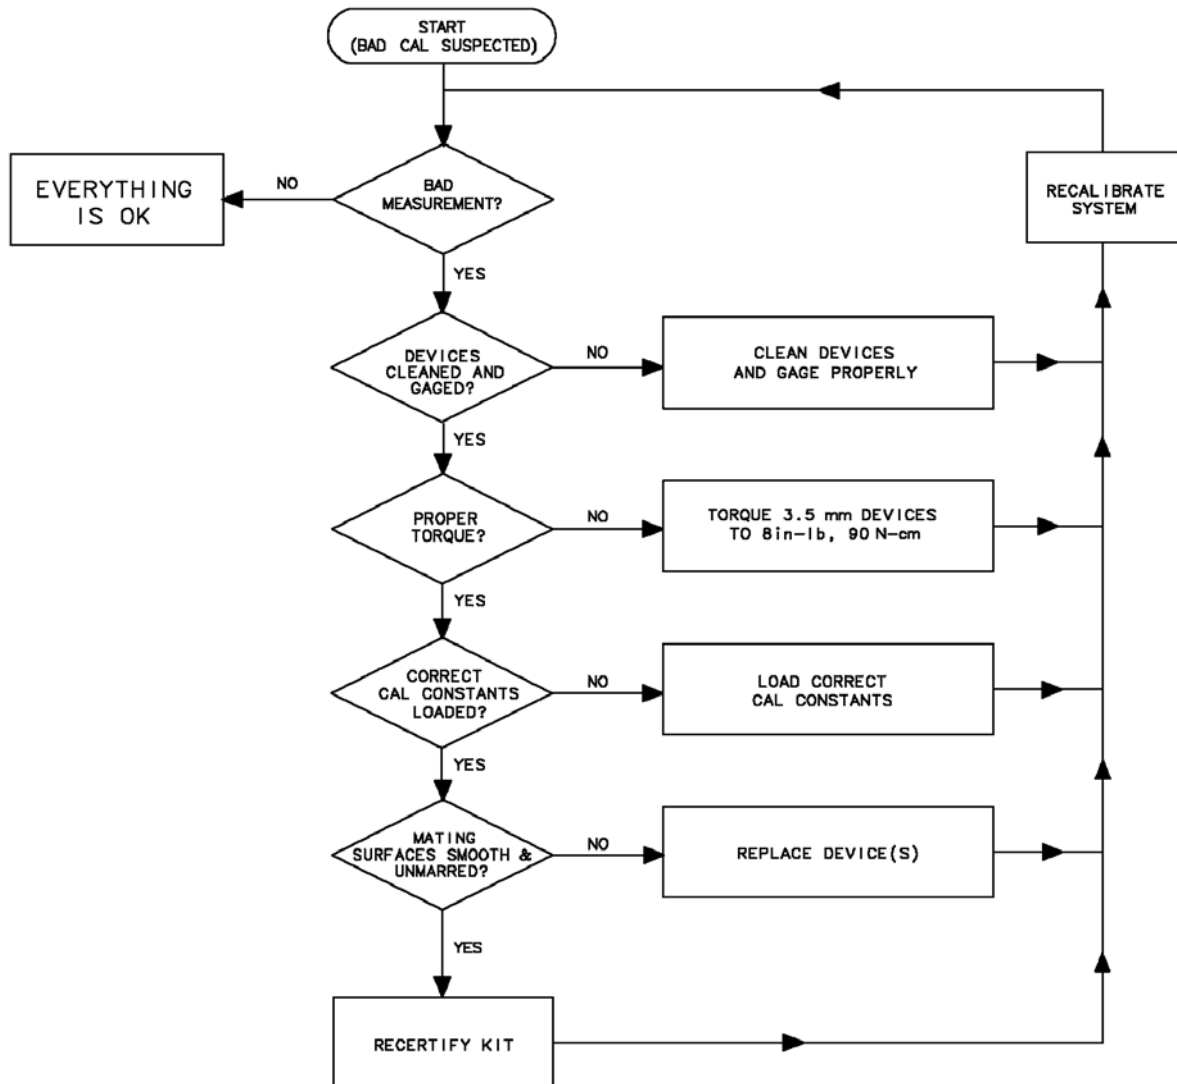 START
(BAD CAL SUSPECTED)
BAD
MEASUREMENT?
NO
EVERYTHING
IS OK
RECALIBRATE
SYSTEM
YES
DEVICES
CLEANED AND
GAGED?
NO
CLEAN DEVICES
AND GAGE PROPERLY
YES
PROPER
TORQUE?
NO
TORQUE 3.5 mm DEVICES
TO 8in-lb, 90 N-cm
YES
CORRECT
CAL CONSTANTS
LOADED?
NO
LOAD CORRECT
CAL CONSTANTS
YES
MATING
SURFACES SMOOTH &
UNMARRED?
NO
REPLACE DEVICE(S)
YES
RECERTIFY KIT